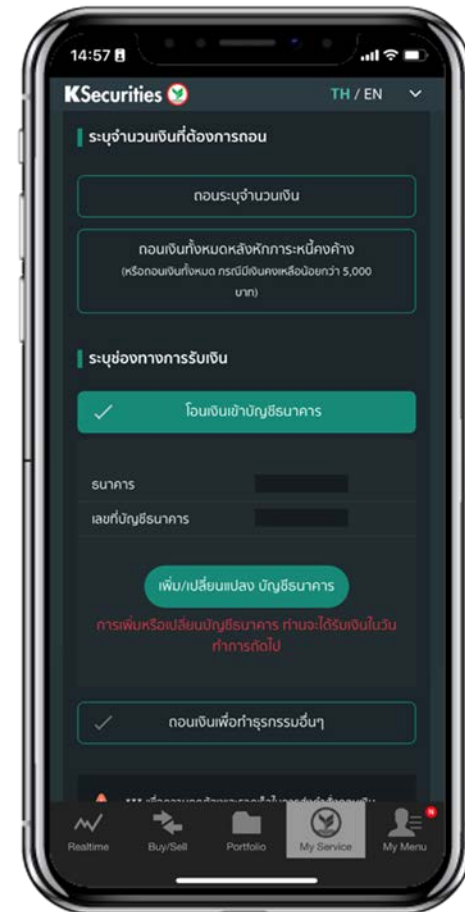 14:57
KSecurities
TH / EN
ระบุจำนวนเงินที่ต้องการถอน
ถอนระบุจำนวนเงิน
ถอนเงินทั้งหมดหลังหักภาระหนี้คงค้าง
(หรือถอนเงินทั้งหมด กรณีมีเงินคงเหลือน้อยกว่า 5,000
บาท)
ระบุช่องทางการรับเงิน
โอนเงินเข้าบัญชีธนาคาร
ธนาคาร
เลขที่บัญชีธนาคาร
เพิ่ม/เปลี่ยนแปลง บัญชีธนาคาร
การเพิ่มหรือเปลี่ยนบัญชีธนาคาร ท่านจะได้รับเงินในวัน
ทำการถัดไป
ถอนเงินเพื่อทำธุรกรรมอื่นๆ
Realtime
Buy/Sell
Portfolio
My Service
My Menu
N